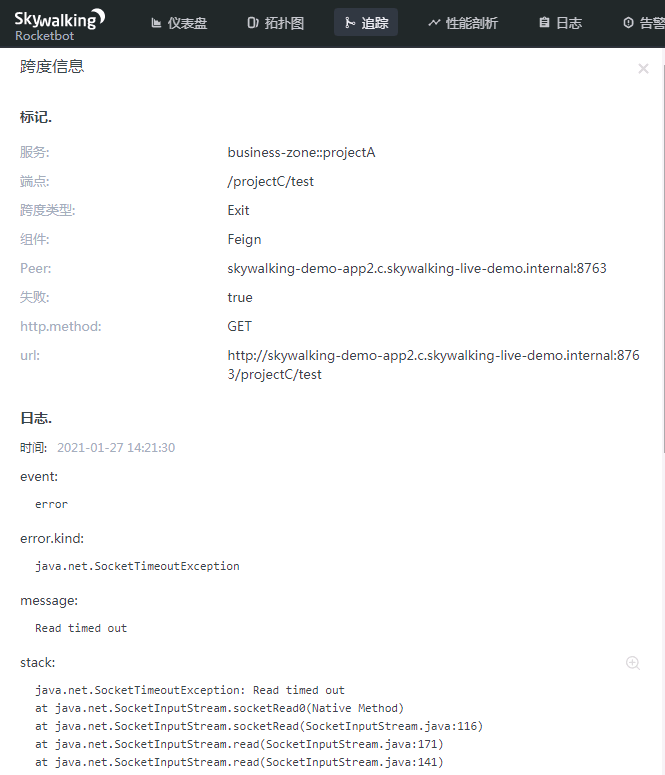 Skywalking
Rocketbot
仪表盘 拓扑图 追踪 性能剖析 日志 告警
跨度信息
标记.
服务: business-zone::projectA
端点: /projectC/test
跨度类型: Exit
组件: Feign
Peer: skywalking-demo-app2.c.skywalking-live-demo.internal:8763
失败: true
http.method: GET
url: http://skywalking-demo-app2.c.skywalking-live-demo.internal:876
3/projectC/test
日志.
时间: 2021-01-27 14:21:30
event:
error
error.kind:
java.net.SocketTimeoutException
message:
Read timed out
stack:
java.net.SocketTimeoutException: Read timed out
at java.net.SocketInputStream.socketRead0(Native Method)
at java.net.SocketInputStream.socketRead(SocketInputStream.java:116)
at java.net.SocketInputStream.read(SocketInputStream.java:171)
at java.net.SocketInputStream.read(SocketInputStream.java:141)